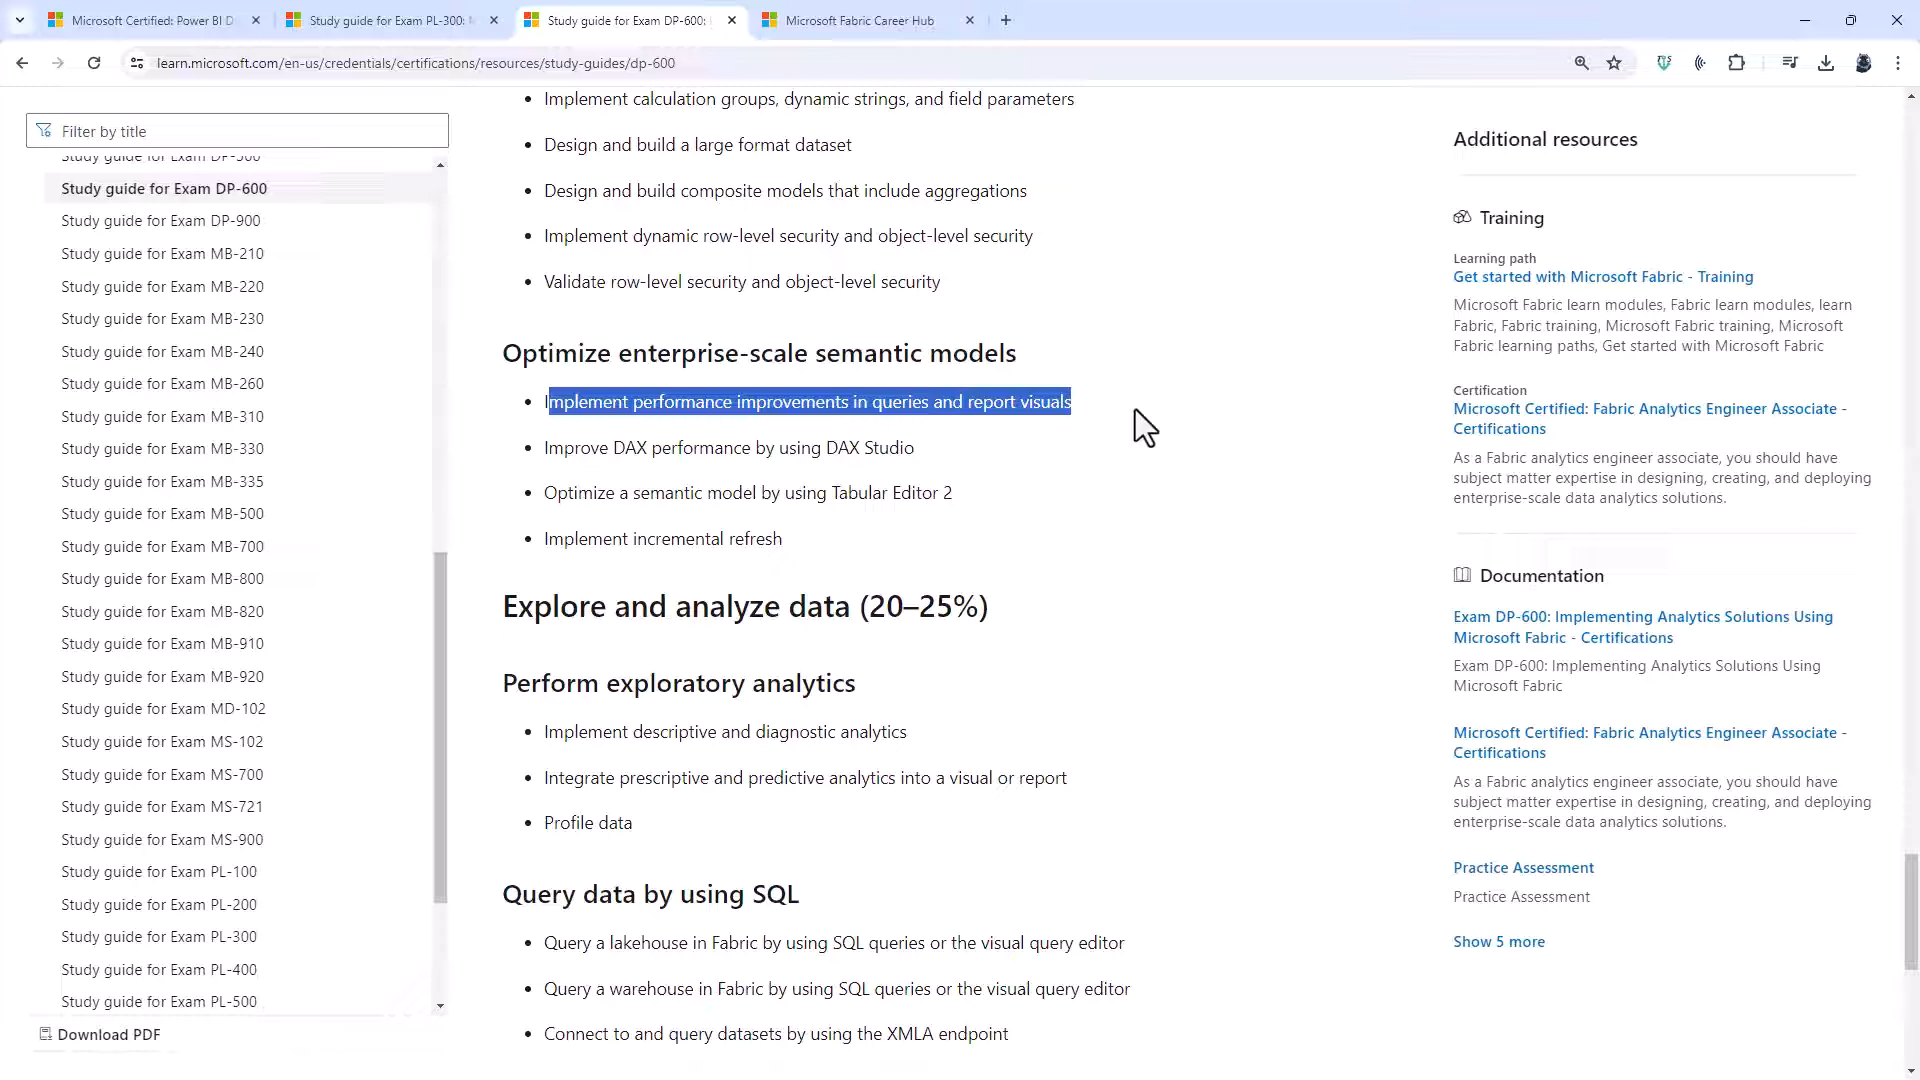 Microsoft Certified: Power BI D
Study guide for Exam PL-300:
Study guide for Exam DP-600:
Microsoft Fabric Career Hub
learn.microsoft.com/en-us/credentials/certifications/resources/study-guides/dp-600
Filter by title
Study guide for Exam DP-500
Study guide for Exam DP-600
Study guide for Exam DP-900
Study guide for Exam MB-210
Study guide for Exam MB-220
Study guide for Exam MB-230
Study guide for Exam MB-240
Study guide for Exam MB-260
Study guide for Exam MB-310
Study guide for Exam MB-330
Study guide for Exam MB-335
Study guide for Exam MB-500
Study guide for Exam MB-700
Study guide for Exam MB-800
Study guide for Exam MB-820
Study guide for Exam MB-910
Study guide for Exam MB-920
Study guide for Exam MD-102
Study guide for Exam MS-102
Study guide for Exam MS-700
Study guide for Exam MS-721
Study guide for Exam MS-900
Study guide for Exam PL-100
Study guide for Exam PL-200
Study guide for Exam PL-300
Study guide for Exam PL-400
Study guide for Exam PL-500
Download PDF
Implement calculation groups, dynamic strings, and field parameters
Design and build a large format dataset
Design and build composite models that include aggregations
Implement dynamic row-level security and object-level security
Validate row-level security and object-level security
Optimize enterprise-scale semantic models
Implement performance improvements in queries and report visuals
Improve DAX performance by using DAX Studio
Optimize a semantic model by using Tabular Editor 2
Implement incremental refresh
Explore and analyze data (20–25%)
Perform exploratory analytics
Implement descriptive and diagnostic analytics
Integrate prescriptive and predictive analytics into a visual or report
Profile data
Query data by using SQL
Query a lakehouse in Fabric by using SQL queries or the visual query editor
Query a warehouse in Fabric by using SQL queries or the visual query editor
Connect to and query datasets by using the XMLA endpoint
Additional resources
Training
Learning path
Get started with Microsoft Fabric - Training
Microsoft Fabric learn modules, Fabric learn modules, learn
Fabric, Fabric training, Microsoft Fabric training, Microsoft
Fabric learning paths, Get started with Microsoft Fabric
Certification
Microsoft Certified: Fabric Analytics Engineer Associate -
Certifications
As a Fabric analytics engineer associate, you should have
subject matter expertise in designing, creating, and deploying
enterprise-scale data analytics solutions.
Documentation
Exam DP-600: Implementing Analytics Solutions Using
Microsoft Fabric - Certifications
Exam DP-600: Implementing Analytics Solutions Using
Microsoft Fabric
Microsoft Certified: Fabric Analytics Engineer Associate -
Certifications
As a Fabric analytics engineer associate, you should have
subject matter expertise in designing, creating, and deploying
enterprise-scale data analytics solutions.
Practice Assessment
Practice Assessment
Show 5 more